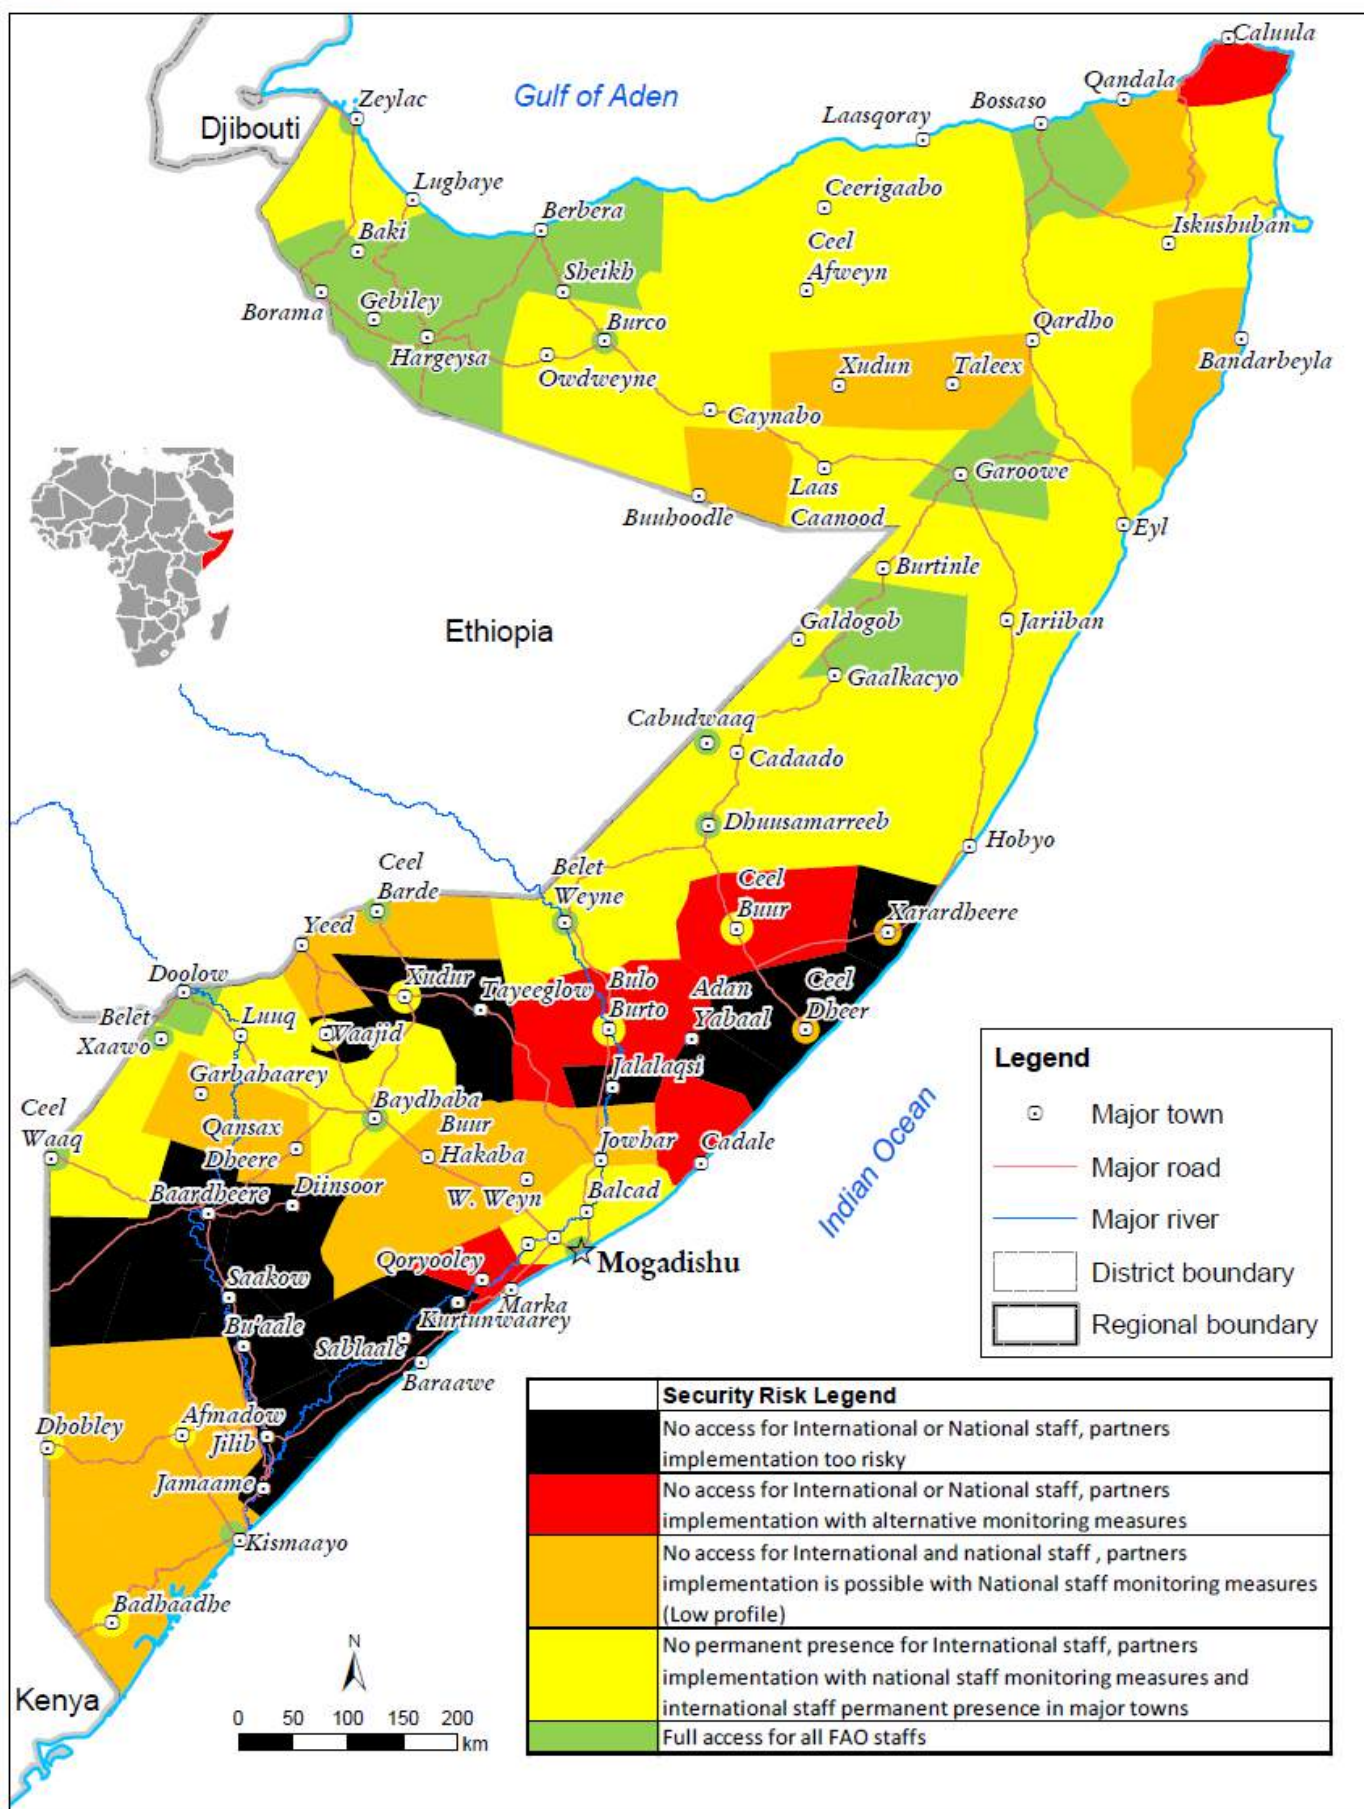 Caluula
Qandala
Bossaso
Gulf of Aden
Zeylac
Laasqoray
Djibouti
Lughaye
Ceerigaabo
Berbera
Iskushuban
Baki
Ceel
Afweyn
Sheikh
Borama
Gebiley
Burco
Qardho
Hargeysa
Bandarbeyla
Owdweyne
Xudun
Taleex
Caynabo
Garoowe
Laas
Caanood
Buuhoodle
Eyl
Burtinle
Ethiopia
Galdogob
Jariiban
Gaalkacyo
Cabudwaaq
Cadaado
Dhuusamarreeb
Hobyo
Ceel
Barde
Belet
Weyne
Ceel
Buur
Xarardheere
Yeed
Doolow
Xudur
Tayeeglow
Bulo
Burto
Adan
Yabaal
Ceel
Dheer
Belet
Xaawo
Luuq
Waajid
Jalalaqsi
Garbahaarey
Baydhaba
Ceel
Waaq
Qansax
Dheere
Buur
Hakaba
Jowhar
Cadale
Baardheere
Diinsoor
W. Weyn
Balcad
Indian Ocean
Qoryooley
Mogadishu
Saakow
Marka
Kurtunwaarey
Bu'aale
Sablaale
Baraawe
Dhobley
Afmadow
Jilib
Jamaame
Kismaayo
Badhaadhe
Kenya
N
0 50 100 150 200
km
Legend
Major town
Major road
Major river
District boundary
Regional boundary
Security Risk Legend
No access for International or National staff, partners
implementation too risky
No access for International or National staff, partners
implementation with alternative monitoring measures
No access for International and national staff , partners
implementation is possible with National staff monitoring measures
(Low profile)
No permanent presence for International staff, partners
implementation with national staff monitoring measures and
international staff permanent presence in major towns
Full access for all FAO staffs